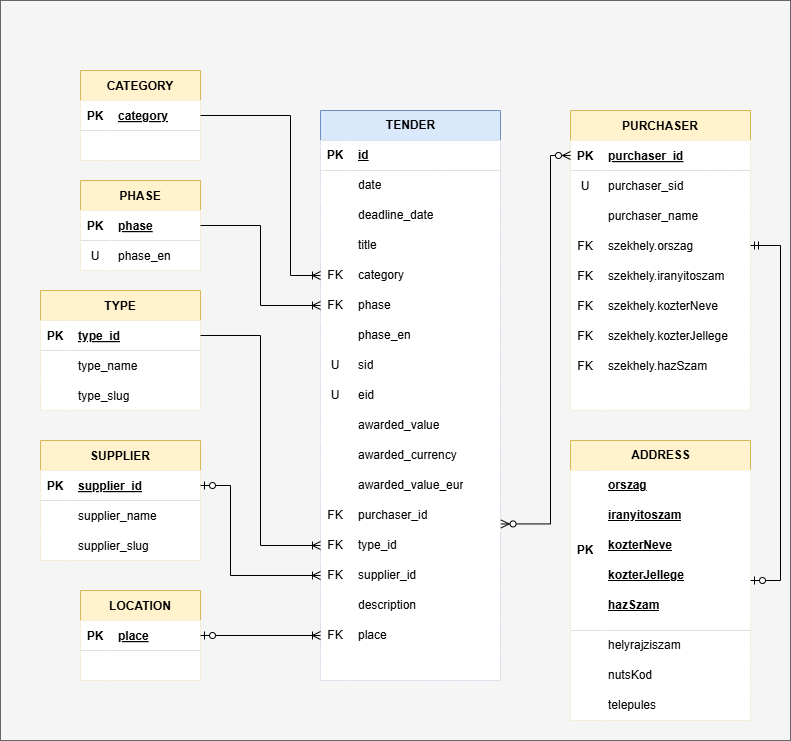 CATEGORY
PK category
PHASE
PK phase
U phase_en
TYPE
PK type_id
type_name
type_slug
SUPPLIER
PK supplier_id
supplier_name
supplier_slug
LOCATION
PK place
TENDER
PK id
date
deadline_date
title
FK category
FK phase
phase_en
U sid
U eid
awarded_value
awarded_currency
awarded_value_eur
FK purchaser_id
FK type_id
FK supplier_id
description
FK place
PURCHASER
PK purchaser_id
U purchaser_sid
purchaser_name
FK szekhely.orszag
FK szekhely.iranyitoszam
FK szekhely.kozterNeve
FK szekhely.kozterJellege
FK szekhely.hazSzam
ADDRESS
orszag
iranyitoszam
PK kozterNeve
kozterJellege
hazSzam
helyrajziszam
nutsKod
telepules